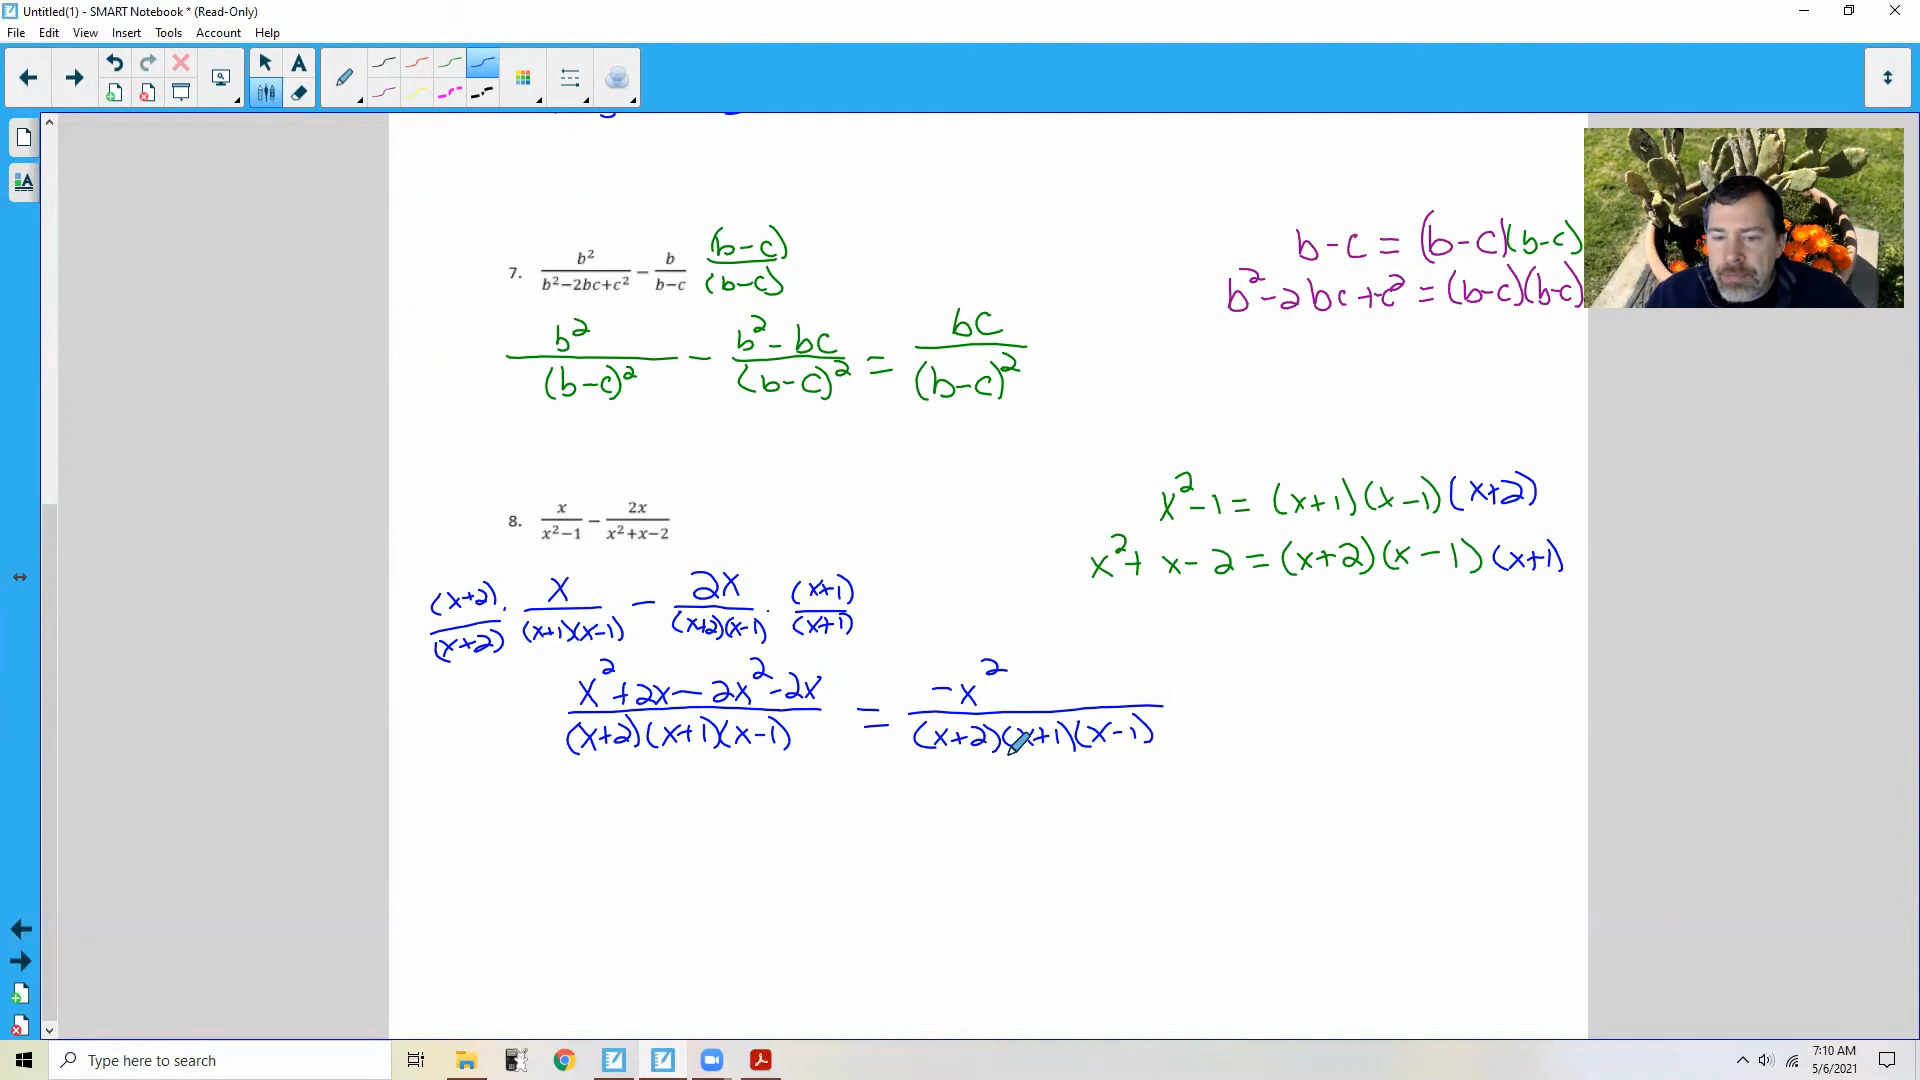 Untitled(1) - SMART Notebook * (Read-Only)
File Edit View Insert Tools Account Help
7. b²/(b²−2bc+c²) − b/(b−c) (b-c)/(b-c)
b-c = (b-c)(b-c)
b²-2bc+c² = (b-c)(b-c)
b²/(b-c)² - (b²-bc)/(b-c)² = bc/(b-c)²
x²-1 = (x+1)(x-1)(x+2)
x²+x-2 = (x+2)(x-1)(x+1)
8. x/(x²−1) − 2x/(x²+x−2)
(x+2)/(x+2) · x/((x+1)(x-1)) - 2x/((x+2)(x-1)) · (x+1)/(x+1)
(x²+2x-2x²-2x)/((x+2)(x+1)(x-1)) = -x²/((x+2)(x+1)(x-1))
Type here to search
7:10 AM
5/6/2021